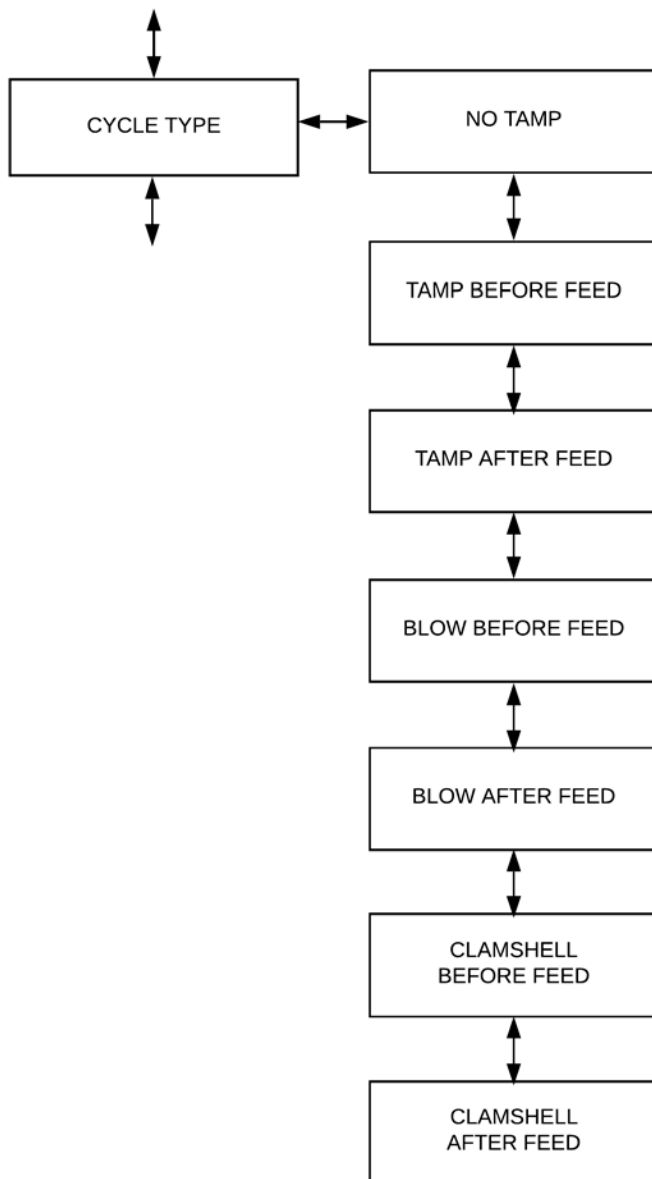 CYCLE TYPE
NO TAMP
TAMP BEFORE FEED
TAMP AFTER FEED
BLOW BEFORE FEED
BLOW AFTER FEED
CLAMSHELL
BEFORE FEED
CLAMSHELL
AFTER FEED